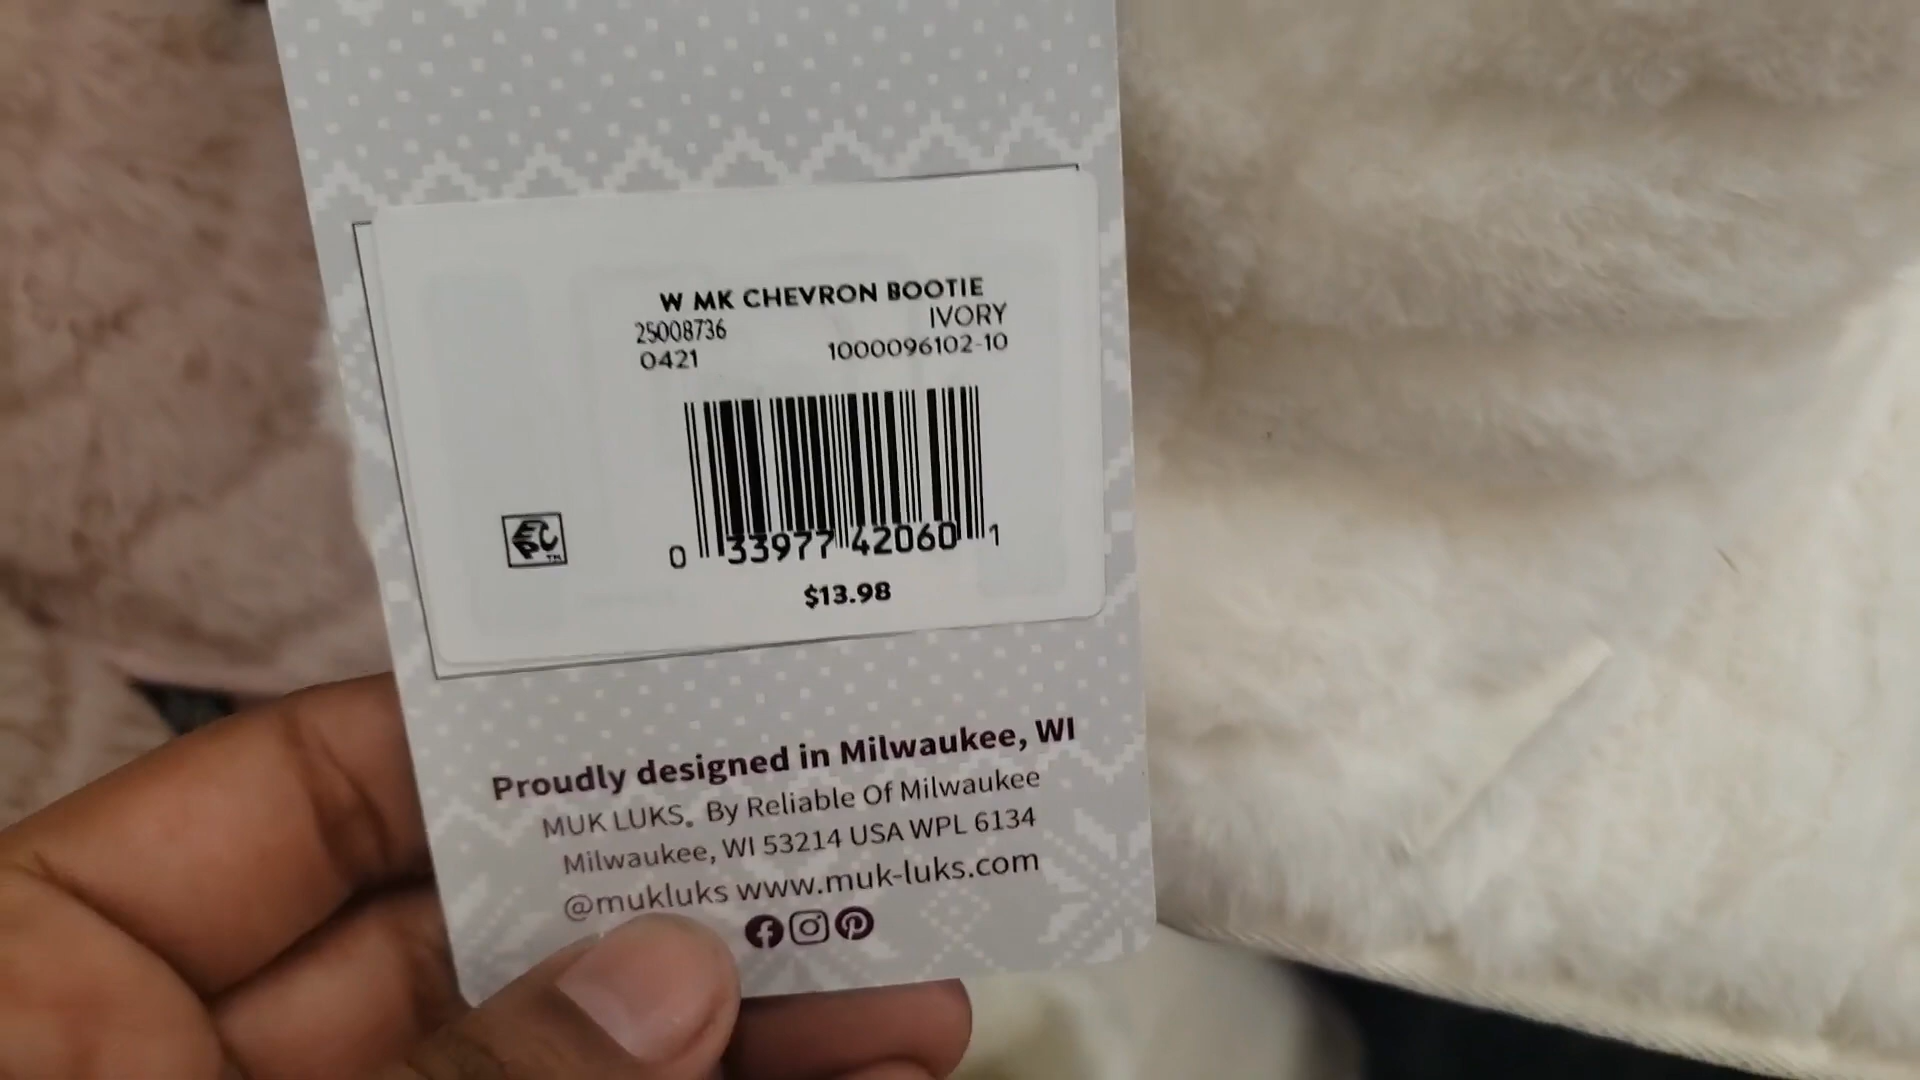 W MK CHEVRON BOOTIE
25008736 IVORY
0421 1000096102-10
0 33977 42060 1
$13.98
EPC™
Proudly designed in Milwaukee, WI
MUK LUKS® By Reliable Of Milwaukee
Milwaukee, WI 53214 USA WPL 6134
@mukluks www.muk-luks.com